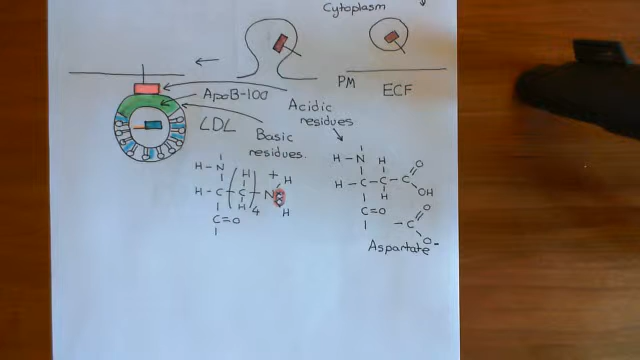 Cytoplasm
PM
ECF
ApoB-100
Acidic
residues
LDL
Basic
residues
H-N
H
+
H
H-C
C
N
H
H
4
C=O
H-N
H
O
H-C-C-C
OH
H
C=O
O
-C
O-
Aspartate